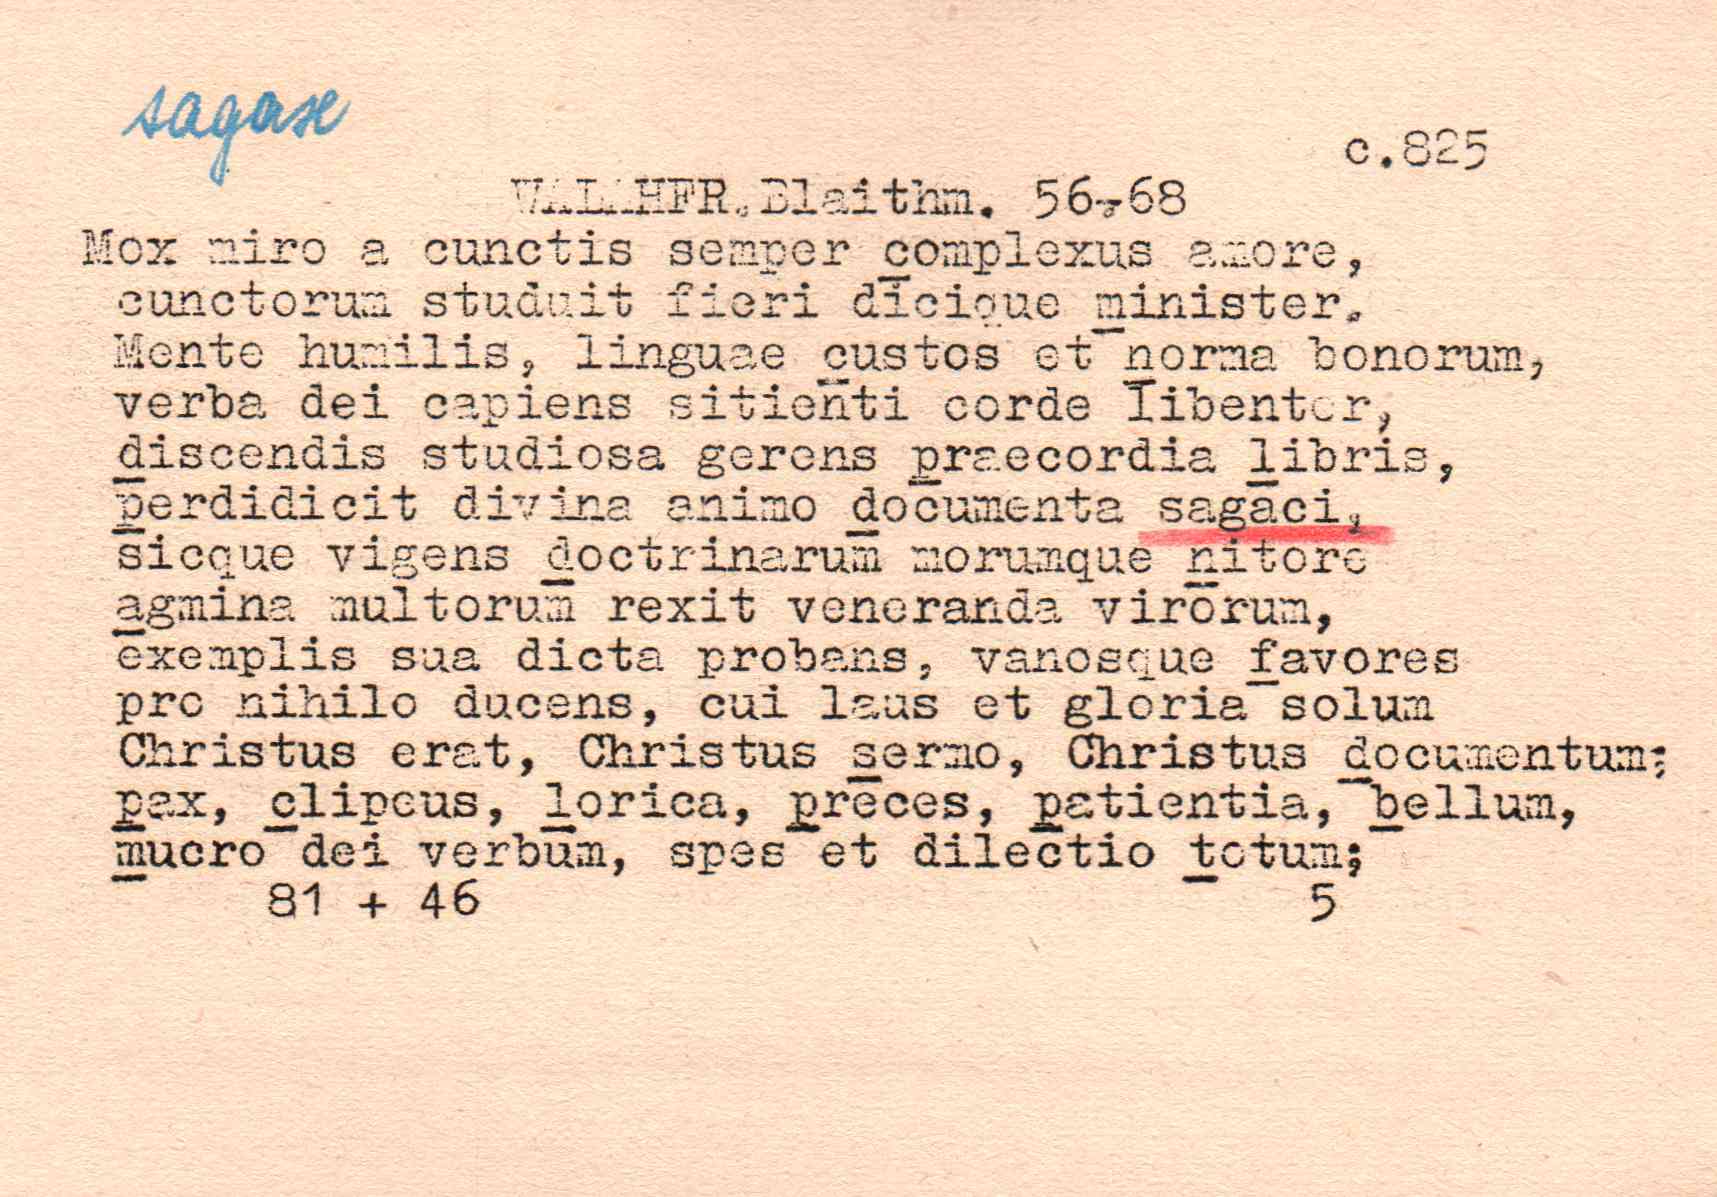 sagax
c.825
WALAHFR.Blaithm. 56-68
Mox miro a cunctis semper complexus amore,
cunctorum studuit fieri dicique minister.
Mente humilis, linguae custos et norma bonorum,
verba dei capiens sitienti corde libenter,
discendis studiosa gerens praecordia libris,
perdidicit divina animo documenta sagaci,
sicque vigens doctrinarum morumque nitore
agmina multorum rexit veneranda virorum,
exemplis sua dicta probans, vanosque favores
pro nihilo ducens, cui laus et gloria solum
Christus erat, Christus sermo, Christus documentum;
pax, clipeus, lorica, preces, patientia, bellum,
mucro dei verbum, spes et dilectio totum;
81 + 46 5